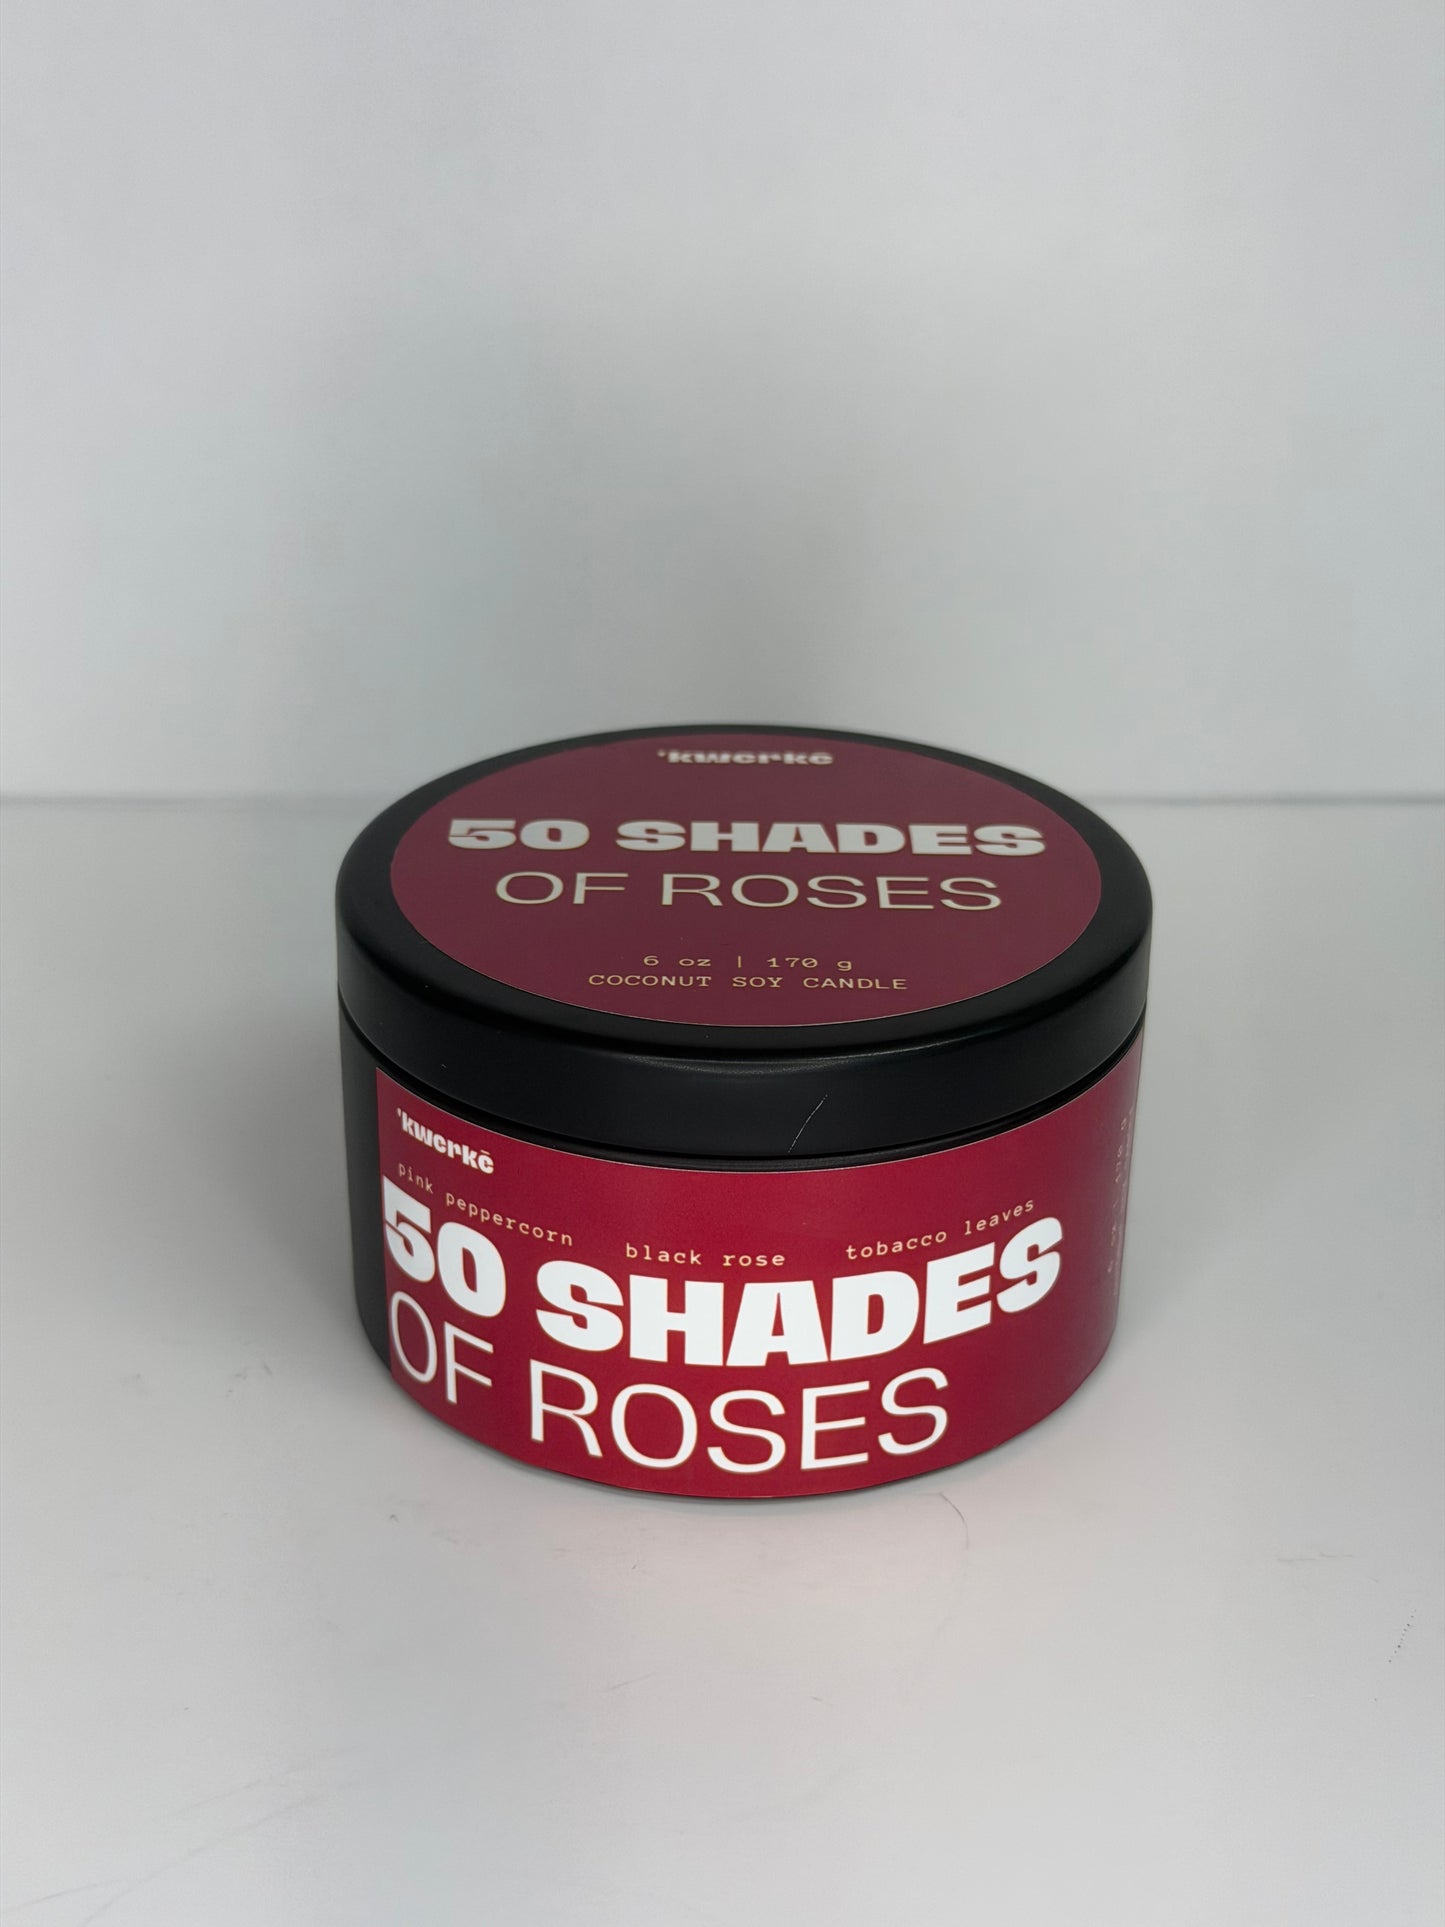 'kwerkē
50 SHADES
OF ROSES
6 oz | 170 g
COCONUT SOY CANDLE
'kwerkē
pink peppercorn black rose tobacco leaves
50 SHADES
OF ROSES